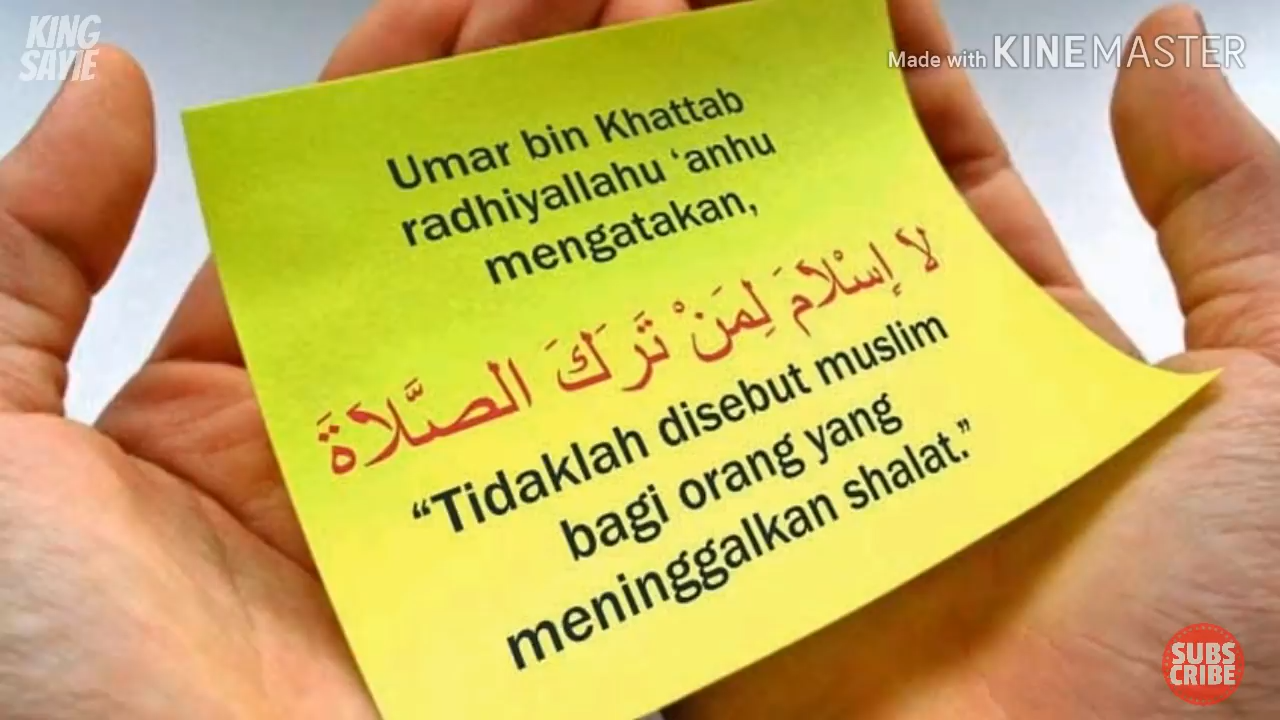 KING
SAVIE
Made with KINEMASTER
Umar bin Khattab
radhiyallahu ‘anhu
mengatakan,
لا إِسْلَامَ لِمَنْ تَرَكَ الصَّلَاةَ
“Tidaklah disebut muslim
bagi orang yang
meninggalkan shalat.”
SUBS
CRIBE